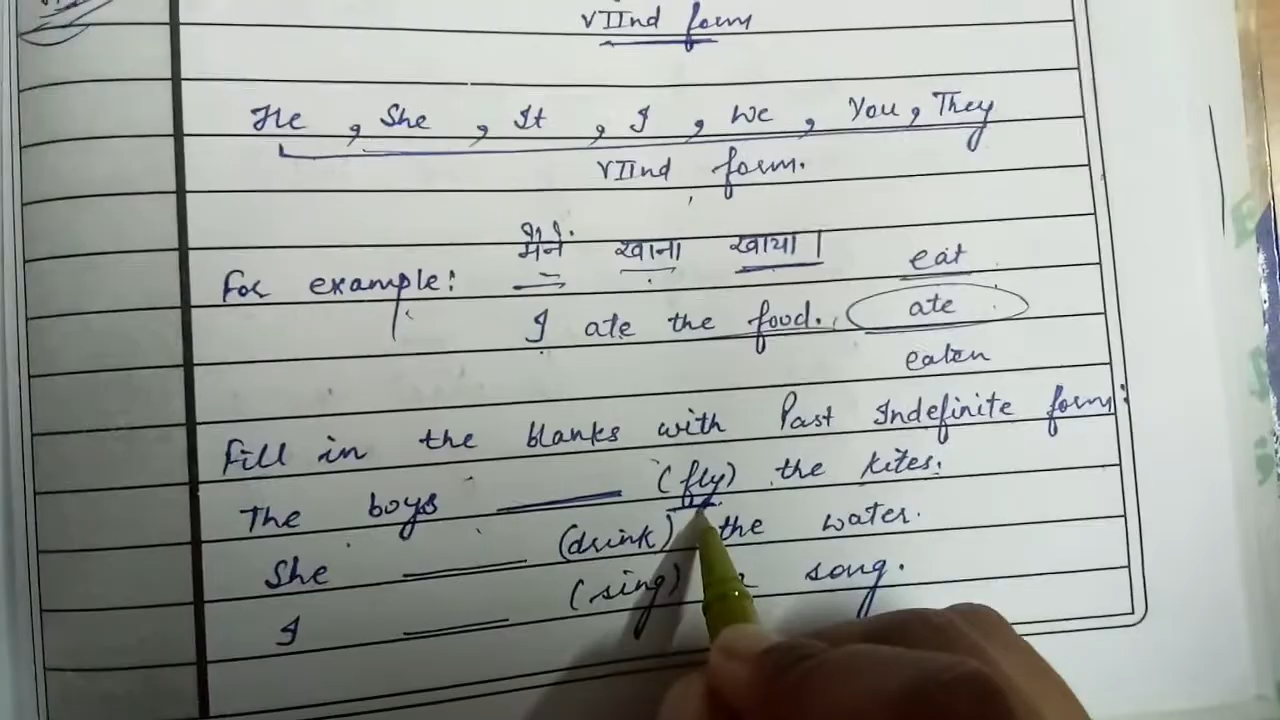 VIInd form
He , She , It , I , We , You , They
VIInd form.
मैंने खाना खाया । eat
For example:
I ate the food. ate
eaten
Fill in the blanks with Past Indefinite form:
The boys ______ (fly) the kites.
She ______ (drink) the water.
I ______ (sing) song.